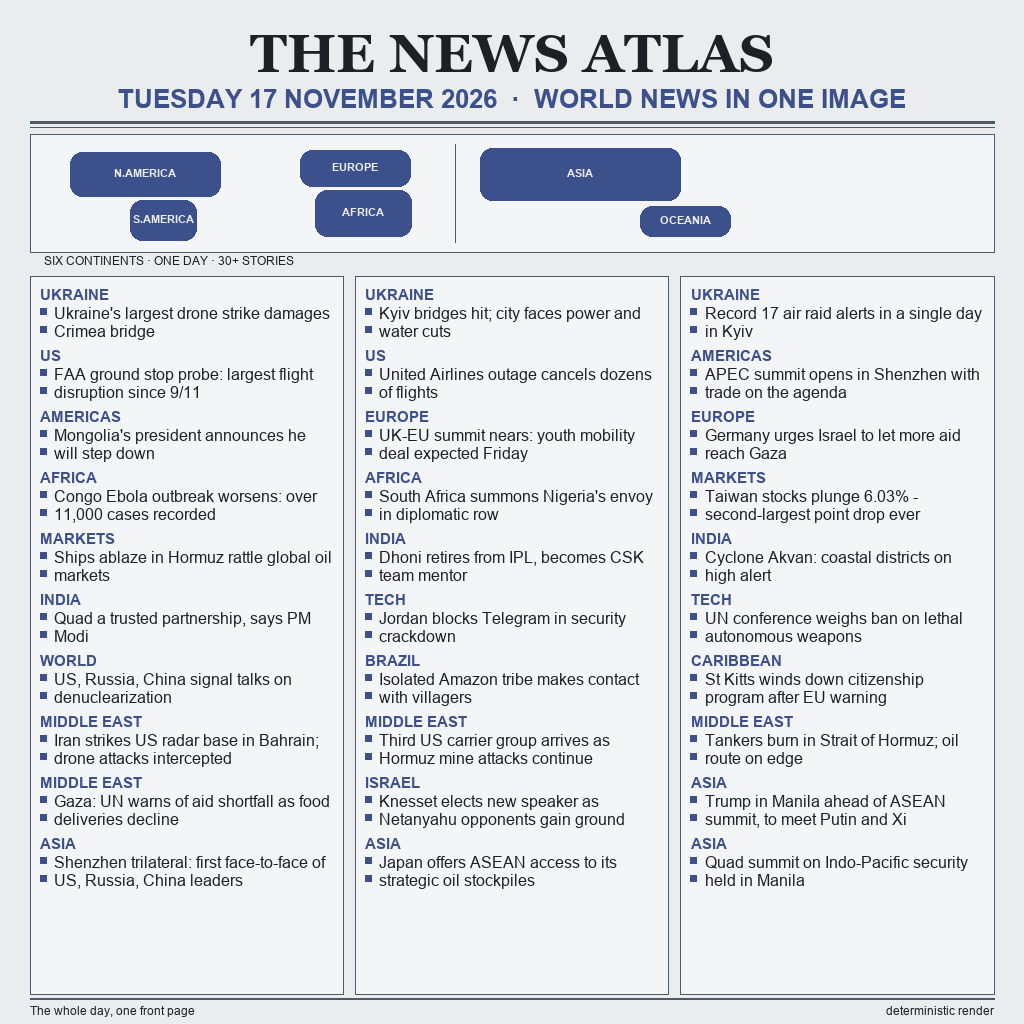 THE NEWS ATLAS
TUESDAY 17 NOVEMBER 2026 · WORLD NEWS IN ONE IMAGE
N.AMERICA
S.AMERICA
EUROPE
AFRICA
ASIA
OCEANIA
SIX CONTINENTS · ONE DAY · 30+ STORIES
UKRAINE
Ukraine's largest drone strike damages
Crimea bridge
US
FAA ground stop probe: largest flight
disruption since 9/11
AMERICAS
Mongolia's president announces he
will step down
AFRICA
Congo Ebola outbreak worsens: over
11,000 cases recorded
MARKETS
Ships ablaze in Hormuz rattle global oil
markets
INDIA
Quad a trusted partnership, says PM
Modi
WORLD
US, Russia, China signal talks on
denuclearization
MIDDLE EAST
Iran strikes US radar base in Bahrain;
drone attacks intercepted
MIDDLE EAST
Gaza: UN warns of aid shortfall as food
deliveries decline
ASIA
Shenzhen trilateral: first face-to-face of
US, Russia, China leaders
UKRAINE
Kyiv bridges hit; city faces power and
water cuts
US
United Airlines outage cancels dozens
of flights
EUROPE
UK-EU summit nears: youth mobility
deal expected Friday
AFRICA
South Africa summons Nigeria's envoy
in diplomatic row
INDIA
Dhoni retires from IPL, becomes CSK
team mentor
TECH
Jordan blocks Telegram in security
crackdown
BRAZIL
Isolated Amazon tribe makes contact
with villagers
MIDDLE EAST
Third US carrier group arrives as
Hormuz mine attacks continue
ISRAEL
Knesset elects new speaker as
Netanyahu opponents gain ground
ASIA
Japan offers ASEAN access to its
strategic oil stockpiles
UKRAINE
Record 17 air raid alerts in a single day
in Kyiv
AMERICAS
APEC summit opens in Shenzhen with
trade on the agenda
EUROPE
Germany urges Israel to let more aid
reach Gaza
MARKETS
Taiwan stocks plunge 6.03% -
second-largest point drop ever
INDIA
Cyclone Akvan: coastal districts on
high alert
TECH
UN conference weighs ban on lethal
autonomous weapons
CARIBBEAN
St Kitts winds down citizenship
program after EU warning
MIDDLE EAST
Tankers burn in Strait of Hormuz; oil
route on edge
ASIA
Trump in Manila ahead of ASEAN
summit, to meet Putin and Xi
ASIA
Quad summit on Indo-Pacific security
held in Manila
The whole day, one front page
deterministic render